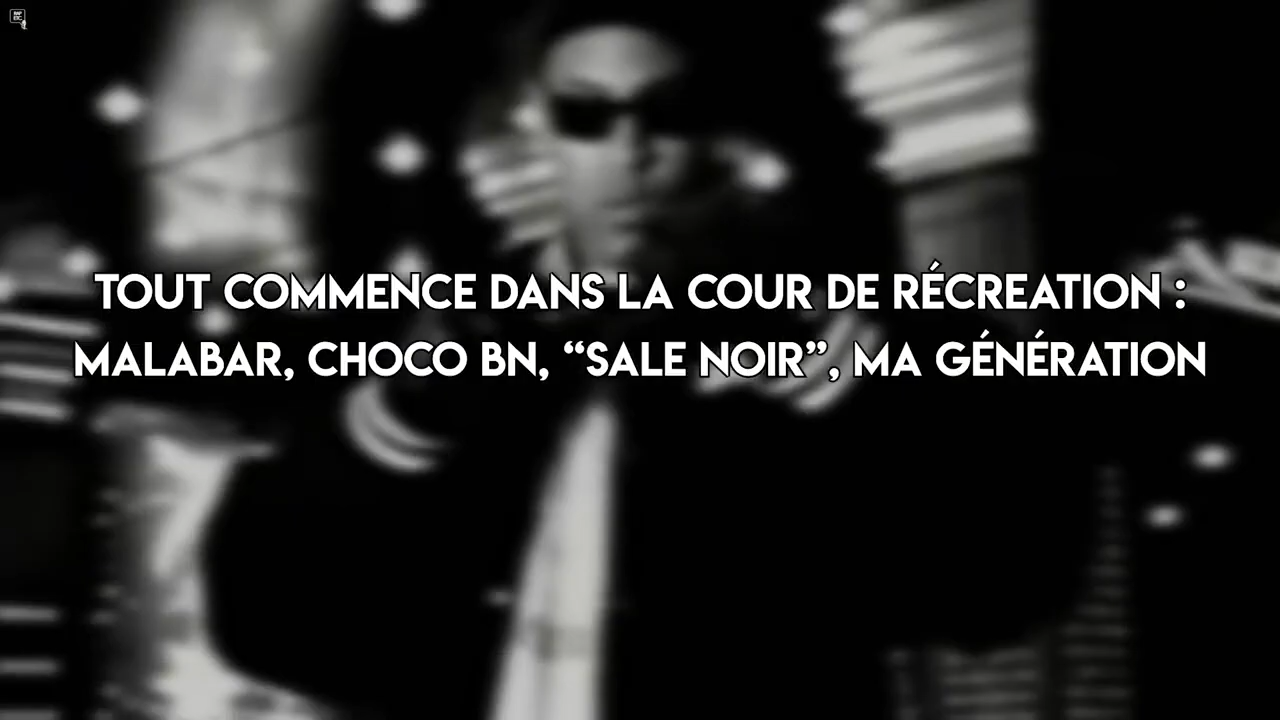 TOUT COMMENCE DANS LA COUR DE RÉCREATION :
MALABAR, CHOCO BN, “SALE NOIR”, MA GÉNÉRATION